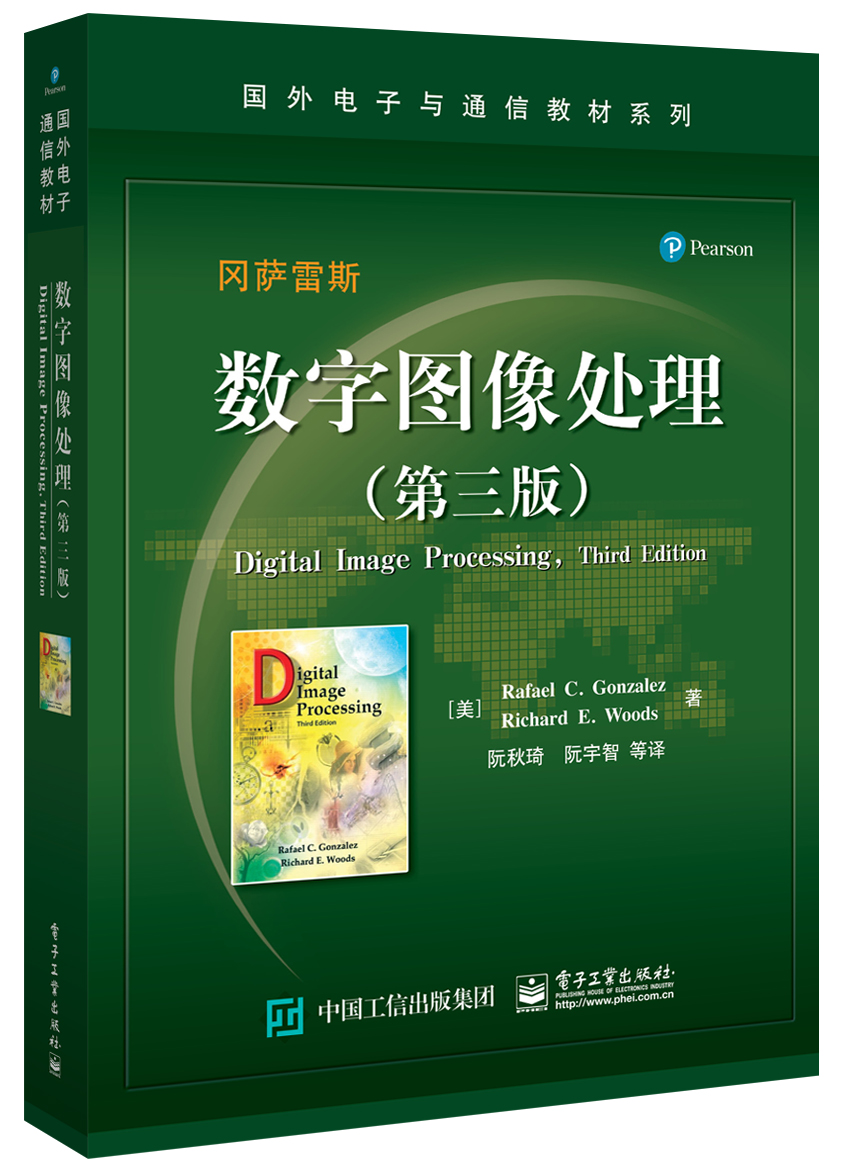 国外电子与通信教材系列
Pearson
冈萨雷斯
数字图像处理
（第三版）
Digital Image Processing, Third Edition
Digital
Image
Processing
Third Edition
Rafael C. Gonzalez
Richard E. Woods
[美]
Rafael C. Gonzalez
Richard E. Woods
著
阮秋琦 阮宇智 等译
中国工信出版集团
電子工業出版社
PUBLISHING HOUSE OF ELECTRONICS INDUSTRY
http://www.phei.com.cn
Pearson
国外电子
通信教材
数字图像处理（第三版）
Digital Image Processing, Third Edition
Digital
Image
Processing
電子工業出版社